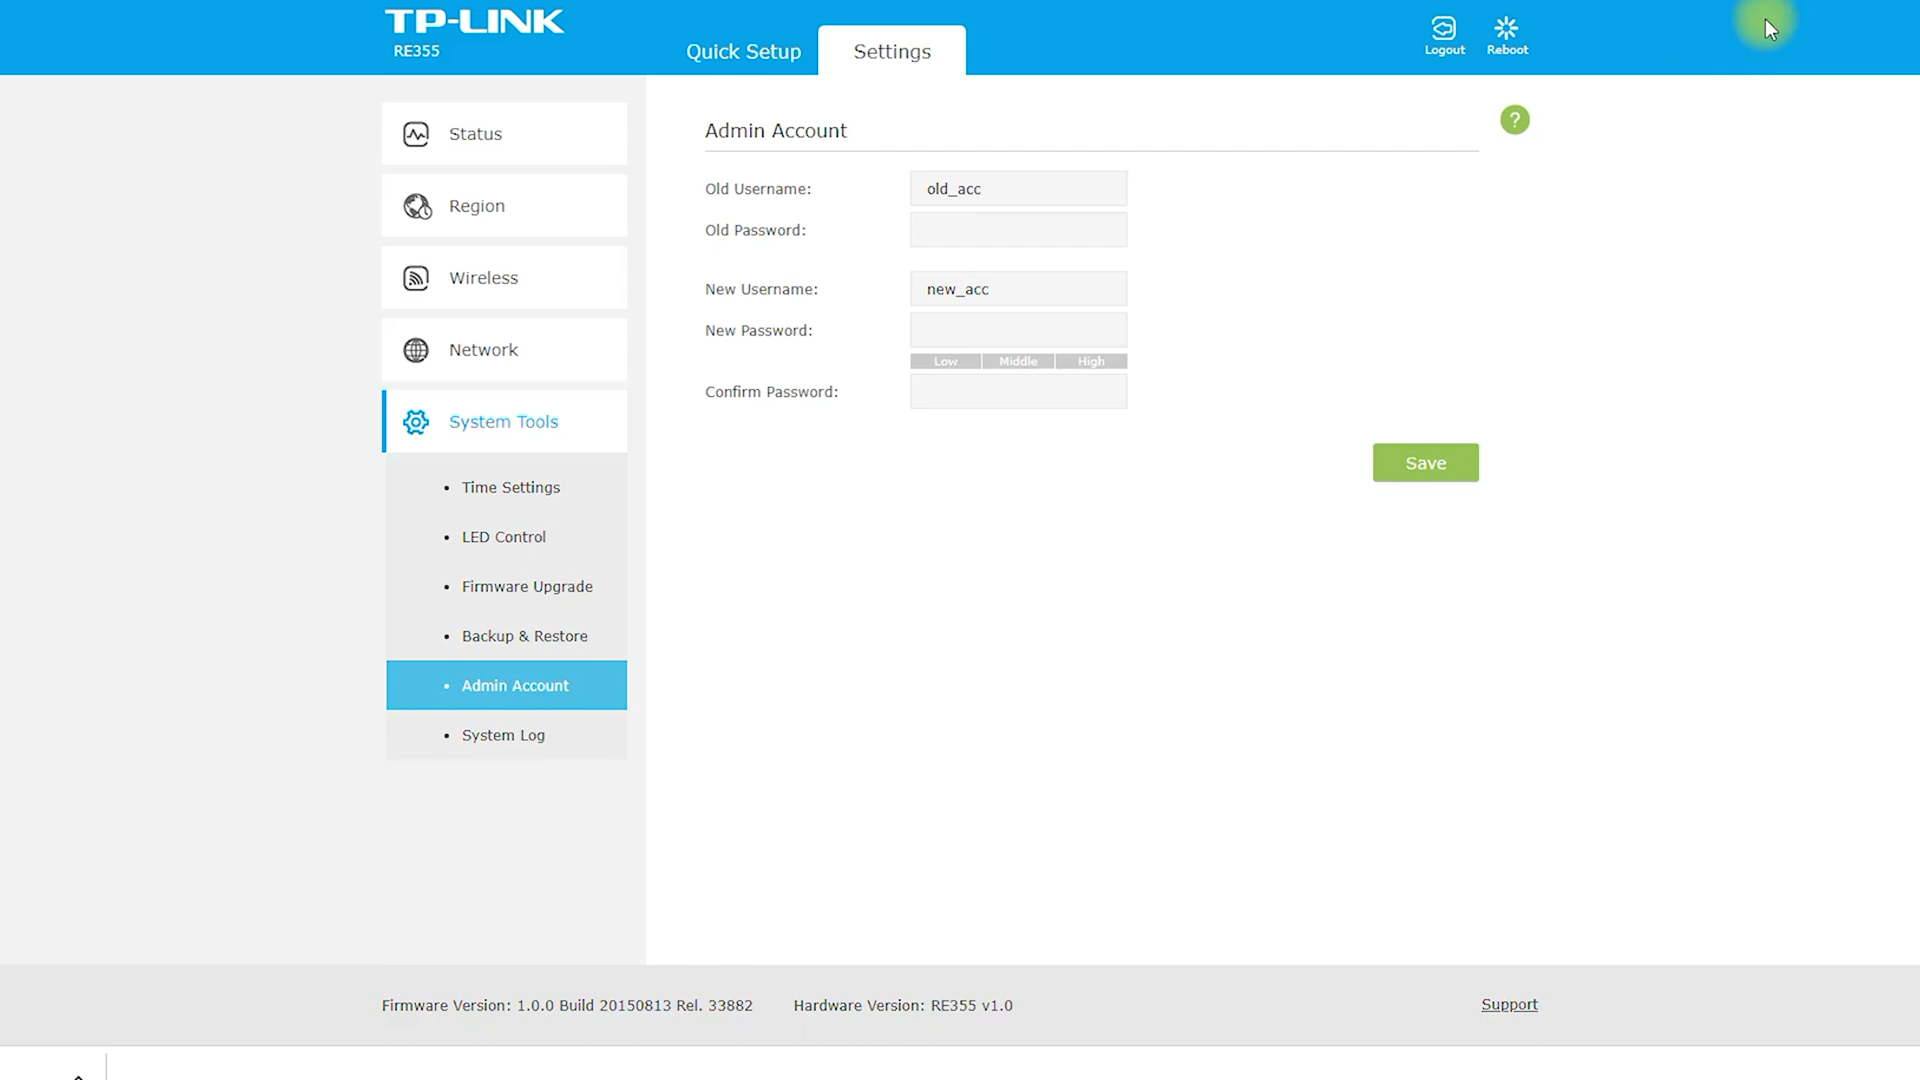 TP-LINK
RE355
Quick Setup
Settings
Logout
Reboot
Status
Region
Wireless
Network
System Tools
Time Settings
LED Control
Firmware Upgrade
Backup & Restore
Admin Account
System Log
Admin Account
?
Old Username: old_acc
Old Password:
New Username: new_acc
New Password:
Low Middle High
Confirm Password:
Save
Firmware Version: 1.0.0 Build 20150813 Rel. 33882 Hardware Version: RE355 v1.0
Support